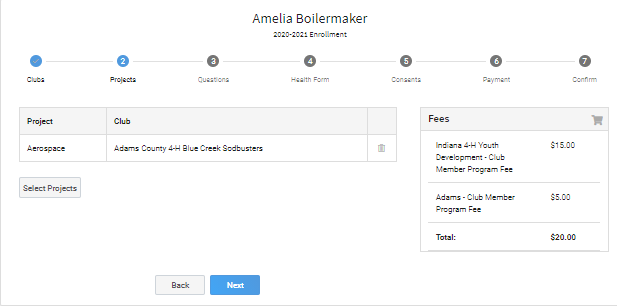 Amelia Boilermaker
2020-2021 Enrollment
2 3 4 5 6 7
Clubs Projects Questions Health Form Consents Payment Confirm
Project Club
Aerospace Adams County 4-H Blue Creek Sodbusters
Select Projects
Fees
Indiana 4-H Youth $15.00
Development - Club
Member Program Fee
Adams - Club Member $5.00
Program Fee
Total: $20.00
Back Next